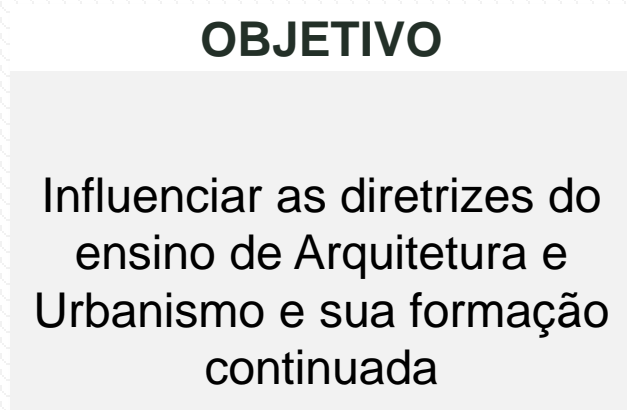 OBJETIVO
Influenciar as diretrizes do
ensino de Arquitetura e
Urbanismo e sua formação
continuada